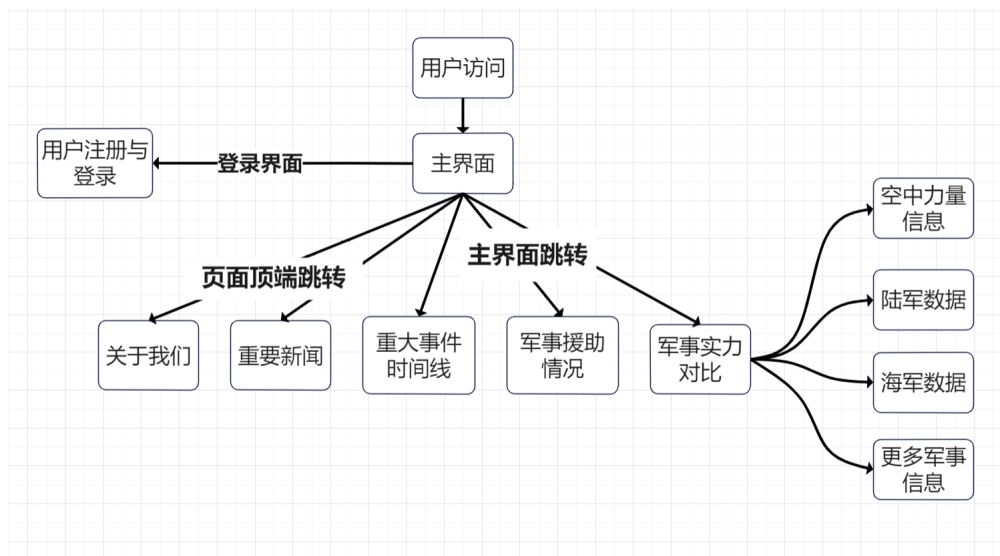 用户访问
用户注册与
登录
登录界面
主界面
空中力量
信息
主界面跳转
页面顶端跳转
陆军数据
关于我们
重要新闻
重大事件
时间线
军事援助
情况
军事实力
对比
海军数据
更多军事
信息